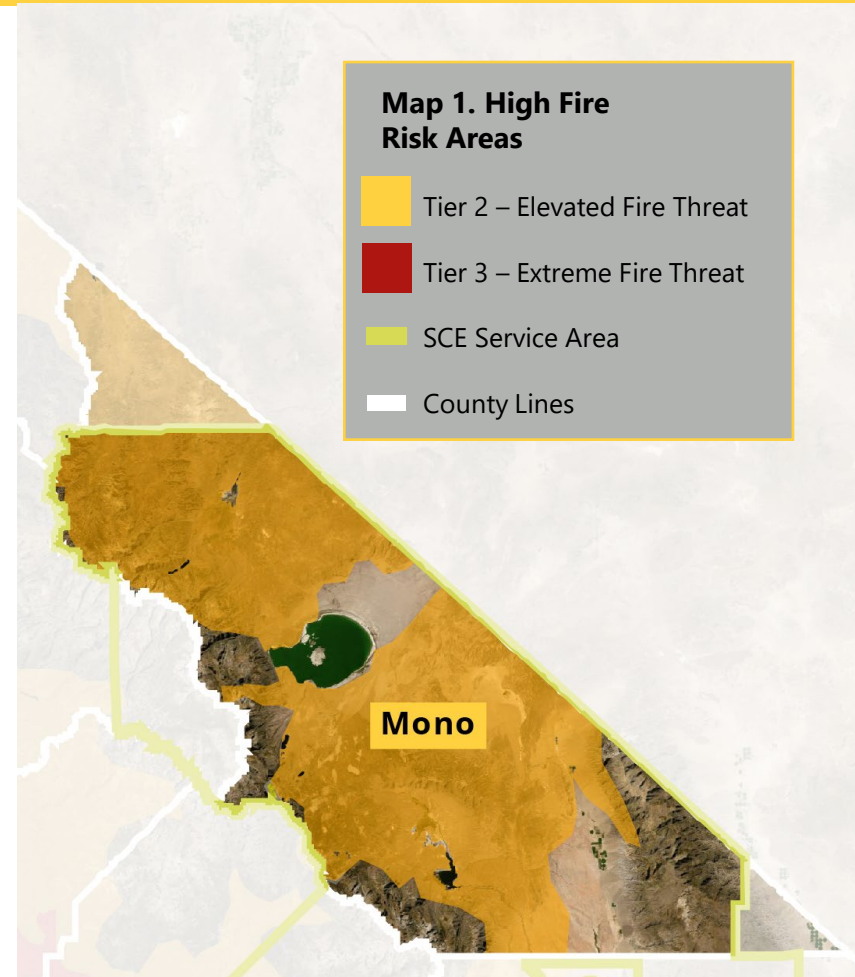 Map 1. High Fire
Risk Areas
Tier 2 – Elevated Fire Threat
Tier 3 – Extreme Fire Threat
SCE Service Area
County Lines
Mono